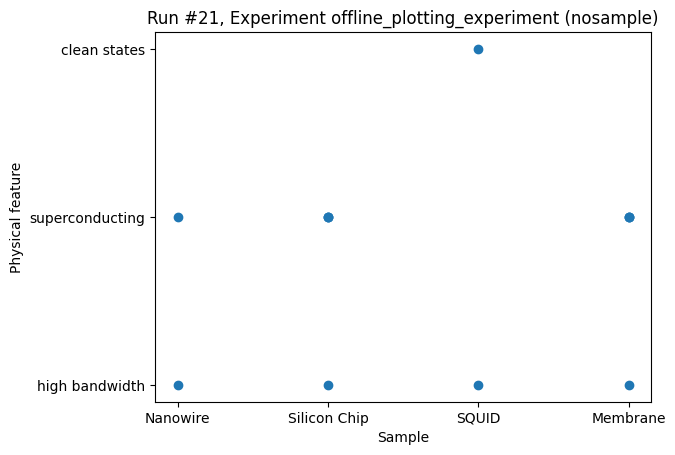 Run #21, Experiment offline_plotting_experiment (nosample)
clean states
superconducting
high bandwidth
Physical feature
Nanowire Silicon Chip SQUID Membrane
Sample